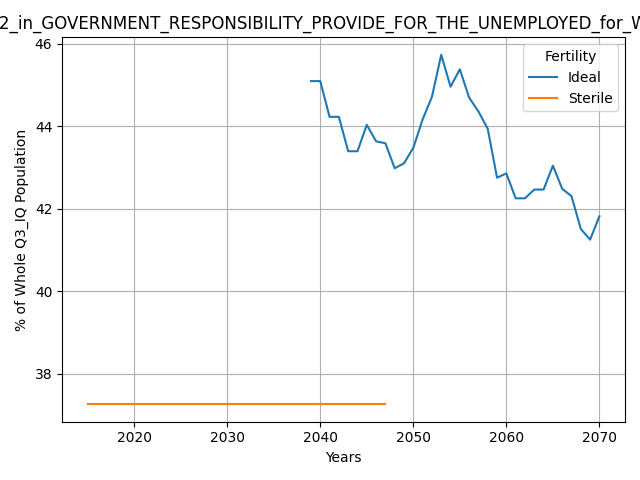 2_in_GOVERNMENT_RESPONSIBILITY_PROVIDE_FOR_THE_UNEMPLOYED_for_W
46
44
42
40
38
% of Whole Q3_IQ Population
Fertility
Ideal
Sterile
2020 2030 2040 2050 2060 2070
Years